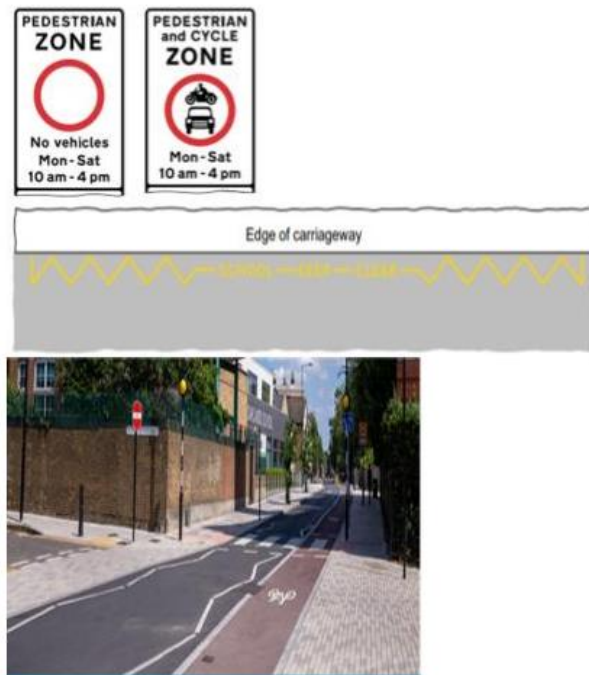 PEDESTRIAN
ZONE
No vehicles
Mon - Sat
10 am - 4 pm
PEDESTRIAN
and CYCLE
ZONE
Mon - Sat
10 am - 4 pm
Edge of carriageway
SCHOOL KEEP CLEAR